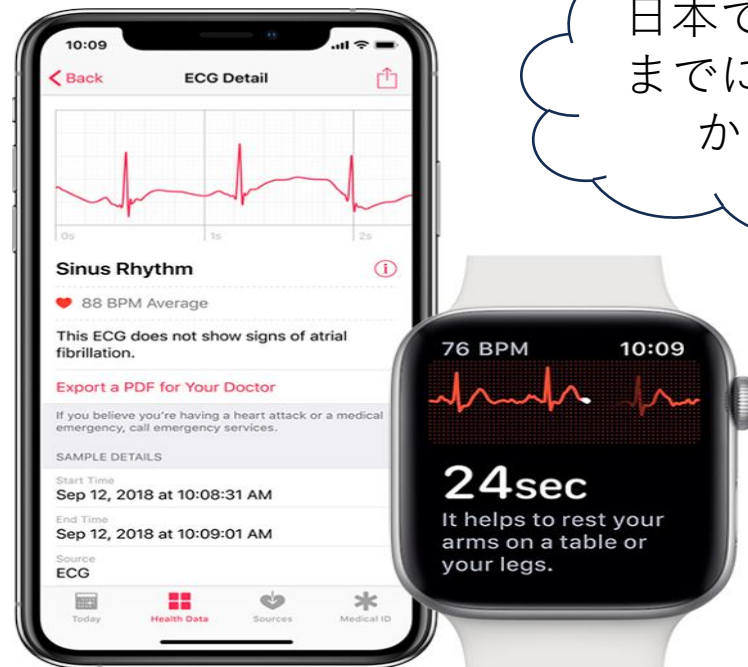 日本で
までに
か
10:09
Back
ECG Detail
0s
1s
2s
Sinus Rhythm
88 BPM Average
This ECG does not show signs of atrial
fibrillation.
Export a PDF for Your Doctor
If you believe you're having a heart attack or a medical
emergency, call emergency services.
SAMPLE DETAILS
Start Time
Sep 12, 2018 at 10:08:31 AM
End Time
Sep 12, 2018 at 10:09:01 AM
Source
ECG
Today
Health Data
Sources
Medical ID
76 BPM
10:09
24sec
It helps to rest your
arms on a table or
your legs.